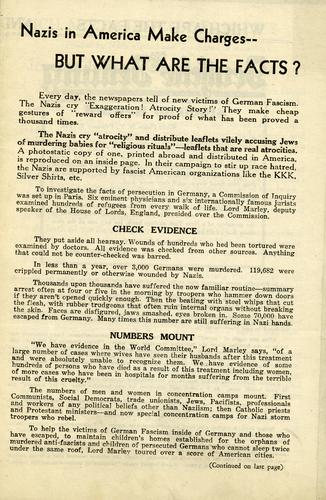 Nazis in America Make Charges--
BUT WHAT ARE THE FACTS?
Every day, the newspapers tell of new victims of German Fascism.
The Nazis cry "Exaggeration! Atrocity Story!" They make cheap
gestures of "reward offers" for proof of what has been proved a
thousand times.
The Nazis cry "atrocity" and distribute leaflets vilely accusing Jews
of murdering babies for "religious rituals"—leaflets that are real atrocities.
A photostatic copy of one, printed abroad and distributed in America,
is reproduced on an inside page. In their campaign to stir up race hatred,
the Nazis are supported by fascist American organizations like the KKK,
Silver Shirts, etc.
To investigate the facts of persecution in Germany, a Commission of Inquiry
was set up in Paris. Six eminent physicians and six internationally famous jurists
examined hundreds of refugees from every walk of life. Lord Marley, deputy
speaker of the House of Lords, England, presided over the Commission.
CHECK EVIDENCE
They put aside all hearsay. Wounds of hundreds who had been tortured were
examined by doctors. All evidence was checked from other sources. Anything
that could not be counter-checked was barred.
In less than a year, over 3,000 Germans were murdered. 119,682 were
crippled permanently or otherwise wounded by Nazis.
Thousands upon thousands have suffered the now familiar routine—summary
arrest often at four or five in the morning by troopers who hammer down doors
if they aren't opened quickly enough. Then the beating with steel whips that cut
the flesh, with rubber trudgeons that often ruin internal organs without breaking
the skin. Faces are disfigured, jaws smashed, eyes broken in. Some 70,000 have
escaped from Germany. Many times this number are still suffering in Nazi hands.
NUMBERS MOUNT
"We have evidence in the World Committee," Lord Marley says, "of a
large number of cases where wives have seen their husbands after this treatment
and were absolutely unable to recognize them. We have evidence of some
hundreds of persons who have died as a result of this treatment including women,
of more cases who have been in hospitals for months suffering from the terrible
result of this cruelty."
The numbers of men and women in concentration camps mount. First
Communists, Social Democrats, trade unionists, Jews, Pacifists, professionals
and workers of any political beliefs other than Naziism; then Catholic priests
and Protestant ministers—and now special concentration camps for Nazi storm
troopers who rebel.
To help the victims of German Fascism inside of Germany and those who
have escaped, to maintain children's homes established for the orphans of
murdered anti-fascists and children of persecuted Germans who cannot sleep twice
under the same roof, Lord Marley toured over a score of American cities.
(Continued on last page)